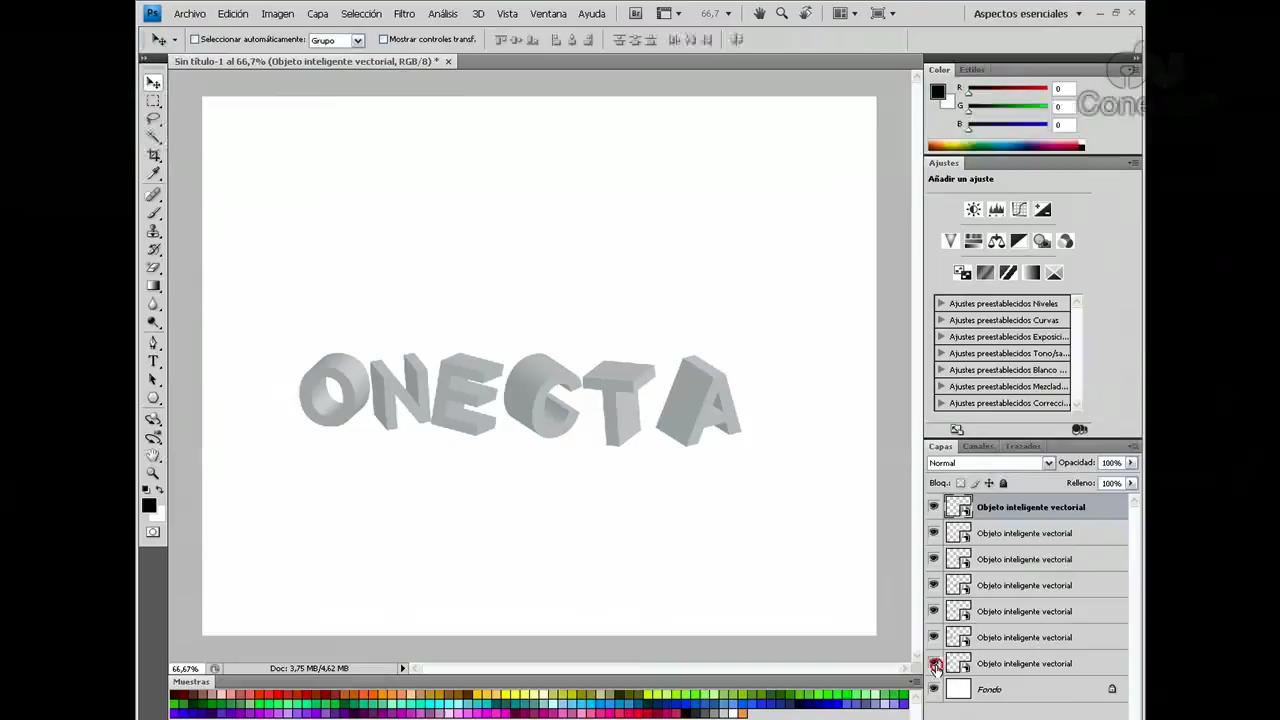 Ps Archivo Edición Imagen Capa Selección Filtro Análisis 3D Vista Ventana Ayuda Br 66,7 Aspectos esenciales
Seleccionar automáticamente: Grupo Mostrar controles transf.
Sin título-1 al 66,7% (Objeto inteligente vectorial, RGB/8) *
Color Estilos
R 0
G 0
B 0
Cone
Ajustes
Añadir un ajuste
Ajustes preestablecidos Niveles
Ajustes preestablecidos Curvas
Ajustes preestablecidos Exposici...
Ajustes preestablecidos Tono/sa...
Ajustes preestablecidos Blanco ...
Ajustes preestablecidos Mezclad...
Ajustes preestablecidos Correcci...
ONECTA
Capas Canales Trazados
Normal Opacidad: 100%
Bloq.: Relleno: 100%
Objeto inteligente vectorial
Objeto inteligente vectorial
Objeto inteligente vectorial
Objeto inteligente vectorial
Objeto inteligente vectorial
Objeto inteligente vectorial
Objeto inteligente vectorial
Fondo
66,67% Doc: 3,75 MB/4,62 MB
Muestras